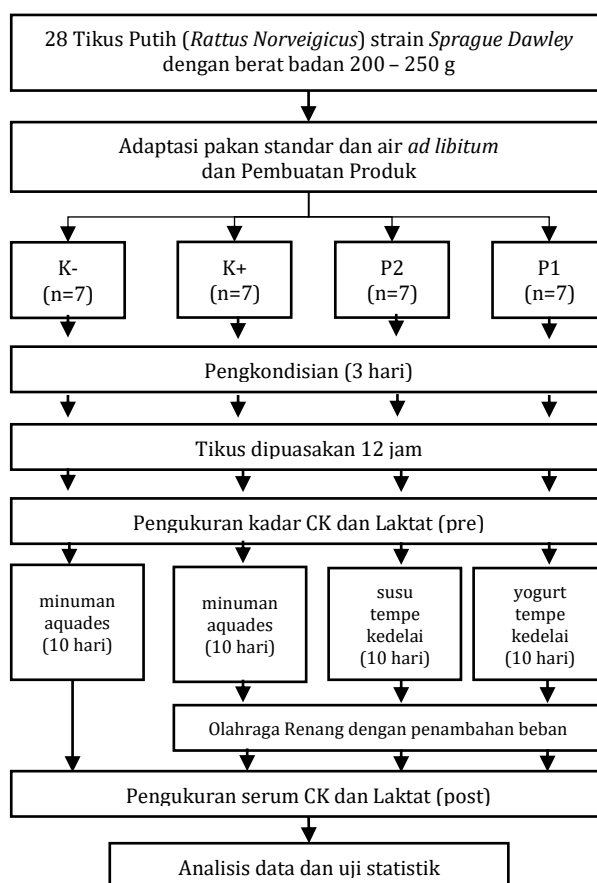 28 Tikus Putih (Rattus Norveigicus) strain Sprague Dawley
dengan berat badan 200 – 250 g
Adaptasi pakan standar dan air ad libitum
dan Pembuatan Produk
K-
(n=7)
K+
(n=7)
P2
(n=7)
P1
(n=7)
Pengkondisian (3 hari)
Tikus dipuasakan 12 jam
Pengukuran kadar CK dan Laktat (pre)
minuman
aquades
(10 hari)
minuman
aquades
(10 hari)
susu
tempe
kedelai
(10 hari)
yogurt
tempe
kedelai
(10 hari)
Olahraga Renang dengan penambahan beban
Pengukuran serum CK dan Laktat (post)
Analisis data dan uji statistik